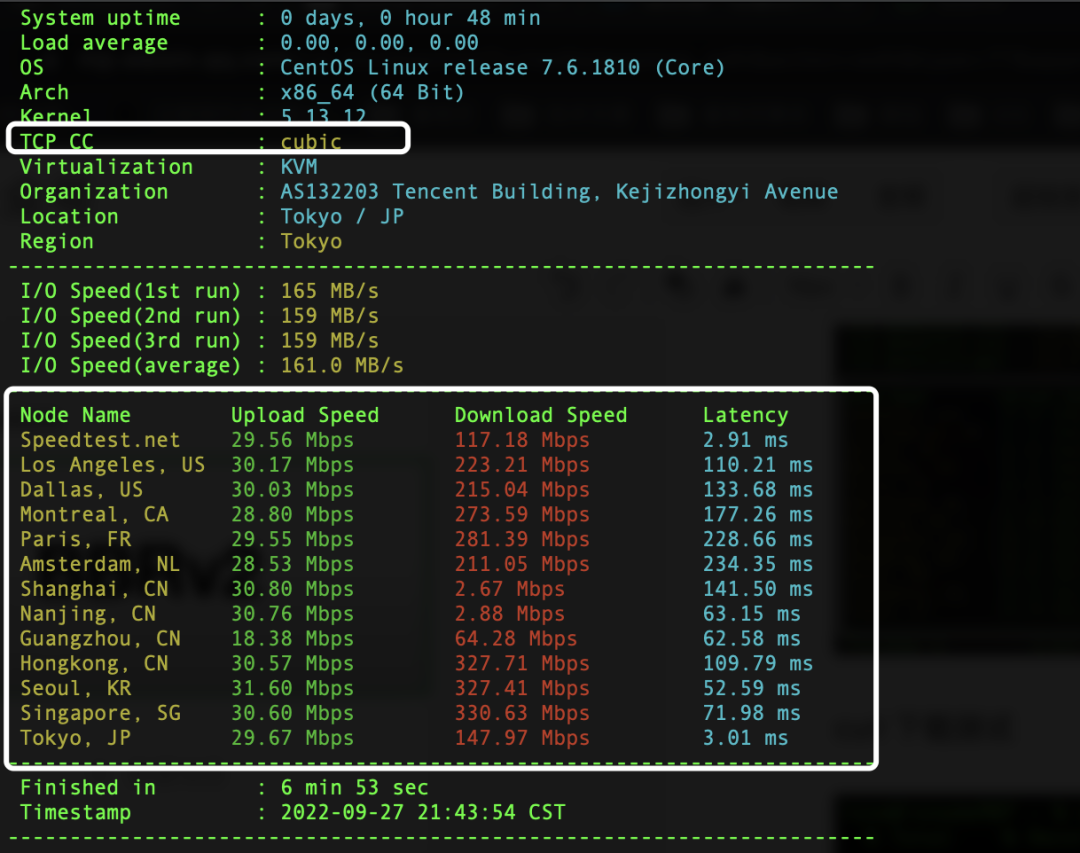 System uptime : 0 days, 0 hour 48 min
Load average : 0.00, 0.00, 0.00
OS : CentOS Linux release 7.6.1810 (Core)
Arch : x86_64 (64 Bit)
Kernel : 5.13.12
TCP CC : cubic
Virtualization : KVM
Organization : AS132203 Tencent Building, Kejizhongyi Avenue
Location : Tokyo / JP
Region : Tokyo
----------------------------------------------------------------------
I/O Speed(1st run) : 165 MB/s
I/O Speed(2nd run) : 159 MB/s
I/O Speed(3rd run) : 159 MB/s
I/O Speed(average) : 161.0 MB/s
Node Name Upload Speed Download Speed Latency
Speedtest.net 29.56 Mbps 117.18 Mbps 2.91 ms
Los Angeles, US 30.17 Mbps 223.21 Mbps 110.21 ms
Dallas, US 30.03 Mbps 215.04 Mbps 133.68 ms
Montreal, CA 28.80 Mbps 273.59 Mbps 177.26 ms
Paris, FR 29.55 Mbps 281.39 Mbps 228.66 ms
Amsterdam, NL 28.53 Mbps 211.05 Mbps 234.35 ms
Shanghai, CN 30.80 Mbps 2.67 Mbps 141.50 ms
Nanjing, CN 30.76 Mbps 2.88 Mbps 63.15 ms
Guangzhou, CN 18.38 Mbps 64.28 Mbps 62.58 ms
Hongkong, CN 30.57 Mbps 327.71 Mbps 109.79 ms
Seoul, KR 31.60 Mbps 327.41 Mbps 52.59 ms
Singapore, SG 30.60 Mbps 330.63 Mbps 71.98 ms
Tokyo, JP 29.67 Mbps 147.97 Mbps 3.01 ms
----------------------------------------------------------------------
Finished in : 6 min 53 sec
Timestamp : 2022-09-27 21:43:54 CST
----------------------------------------------------------------------